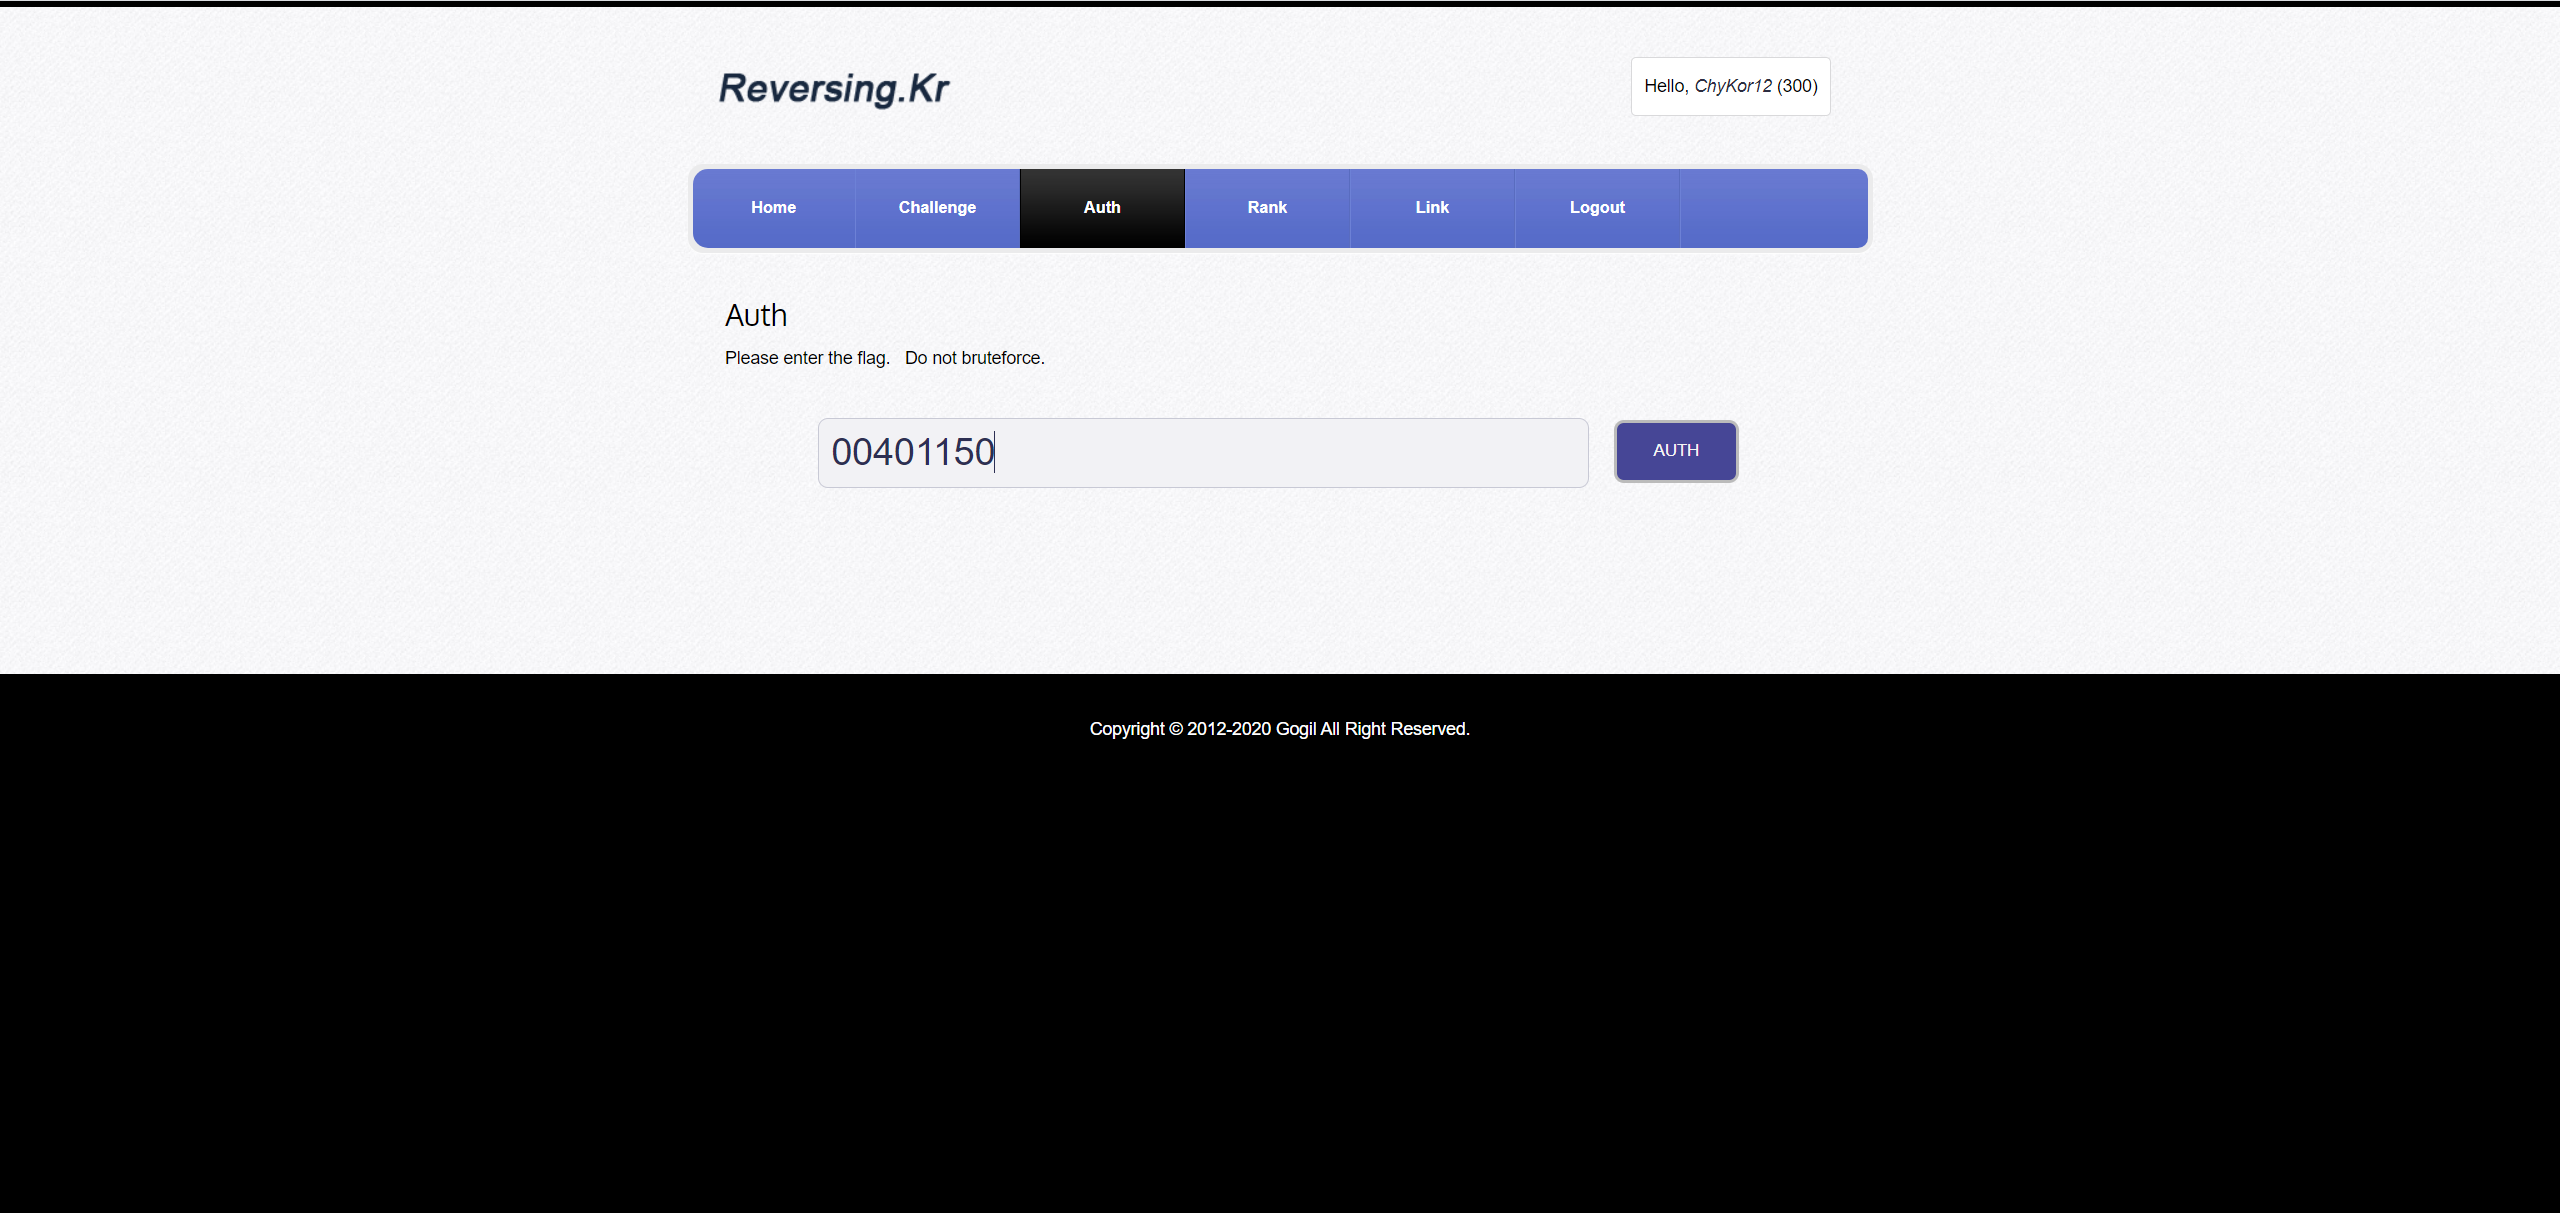 Reversing.Kr
Hello, ChyKor12 (300)
Home Challenge Auth Rank Link Logout
Auth
Please enter the flag. Do not bruteforce.
00401150
AUTH
Copyright © 2012-2020 Gogil All Right Reserved.